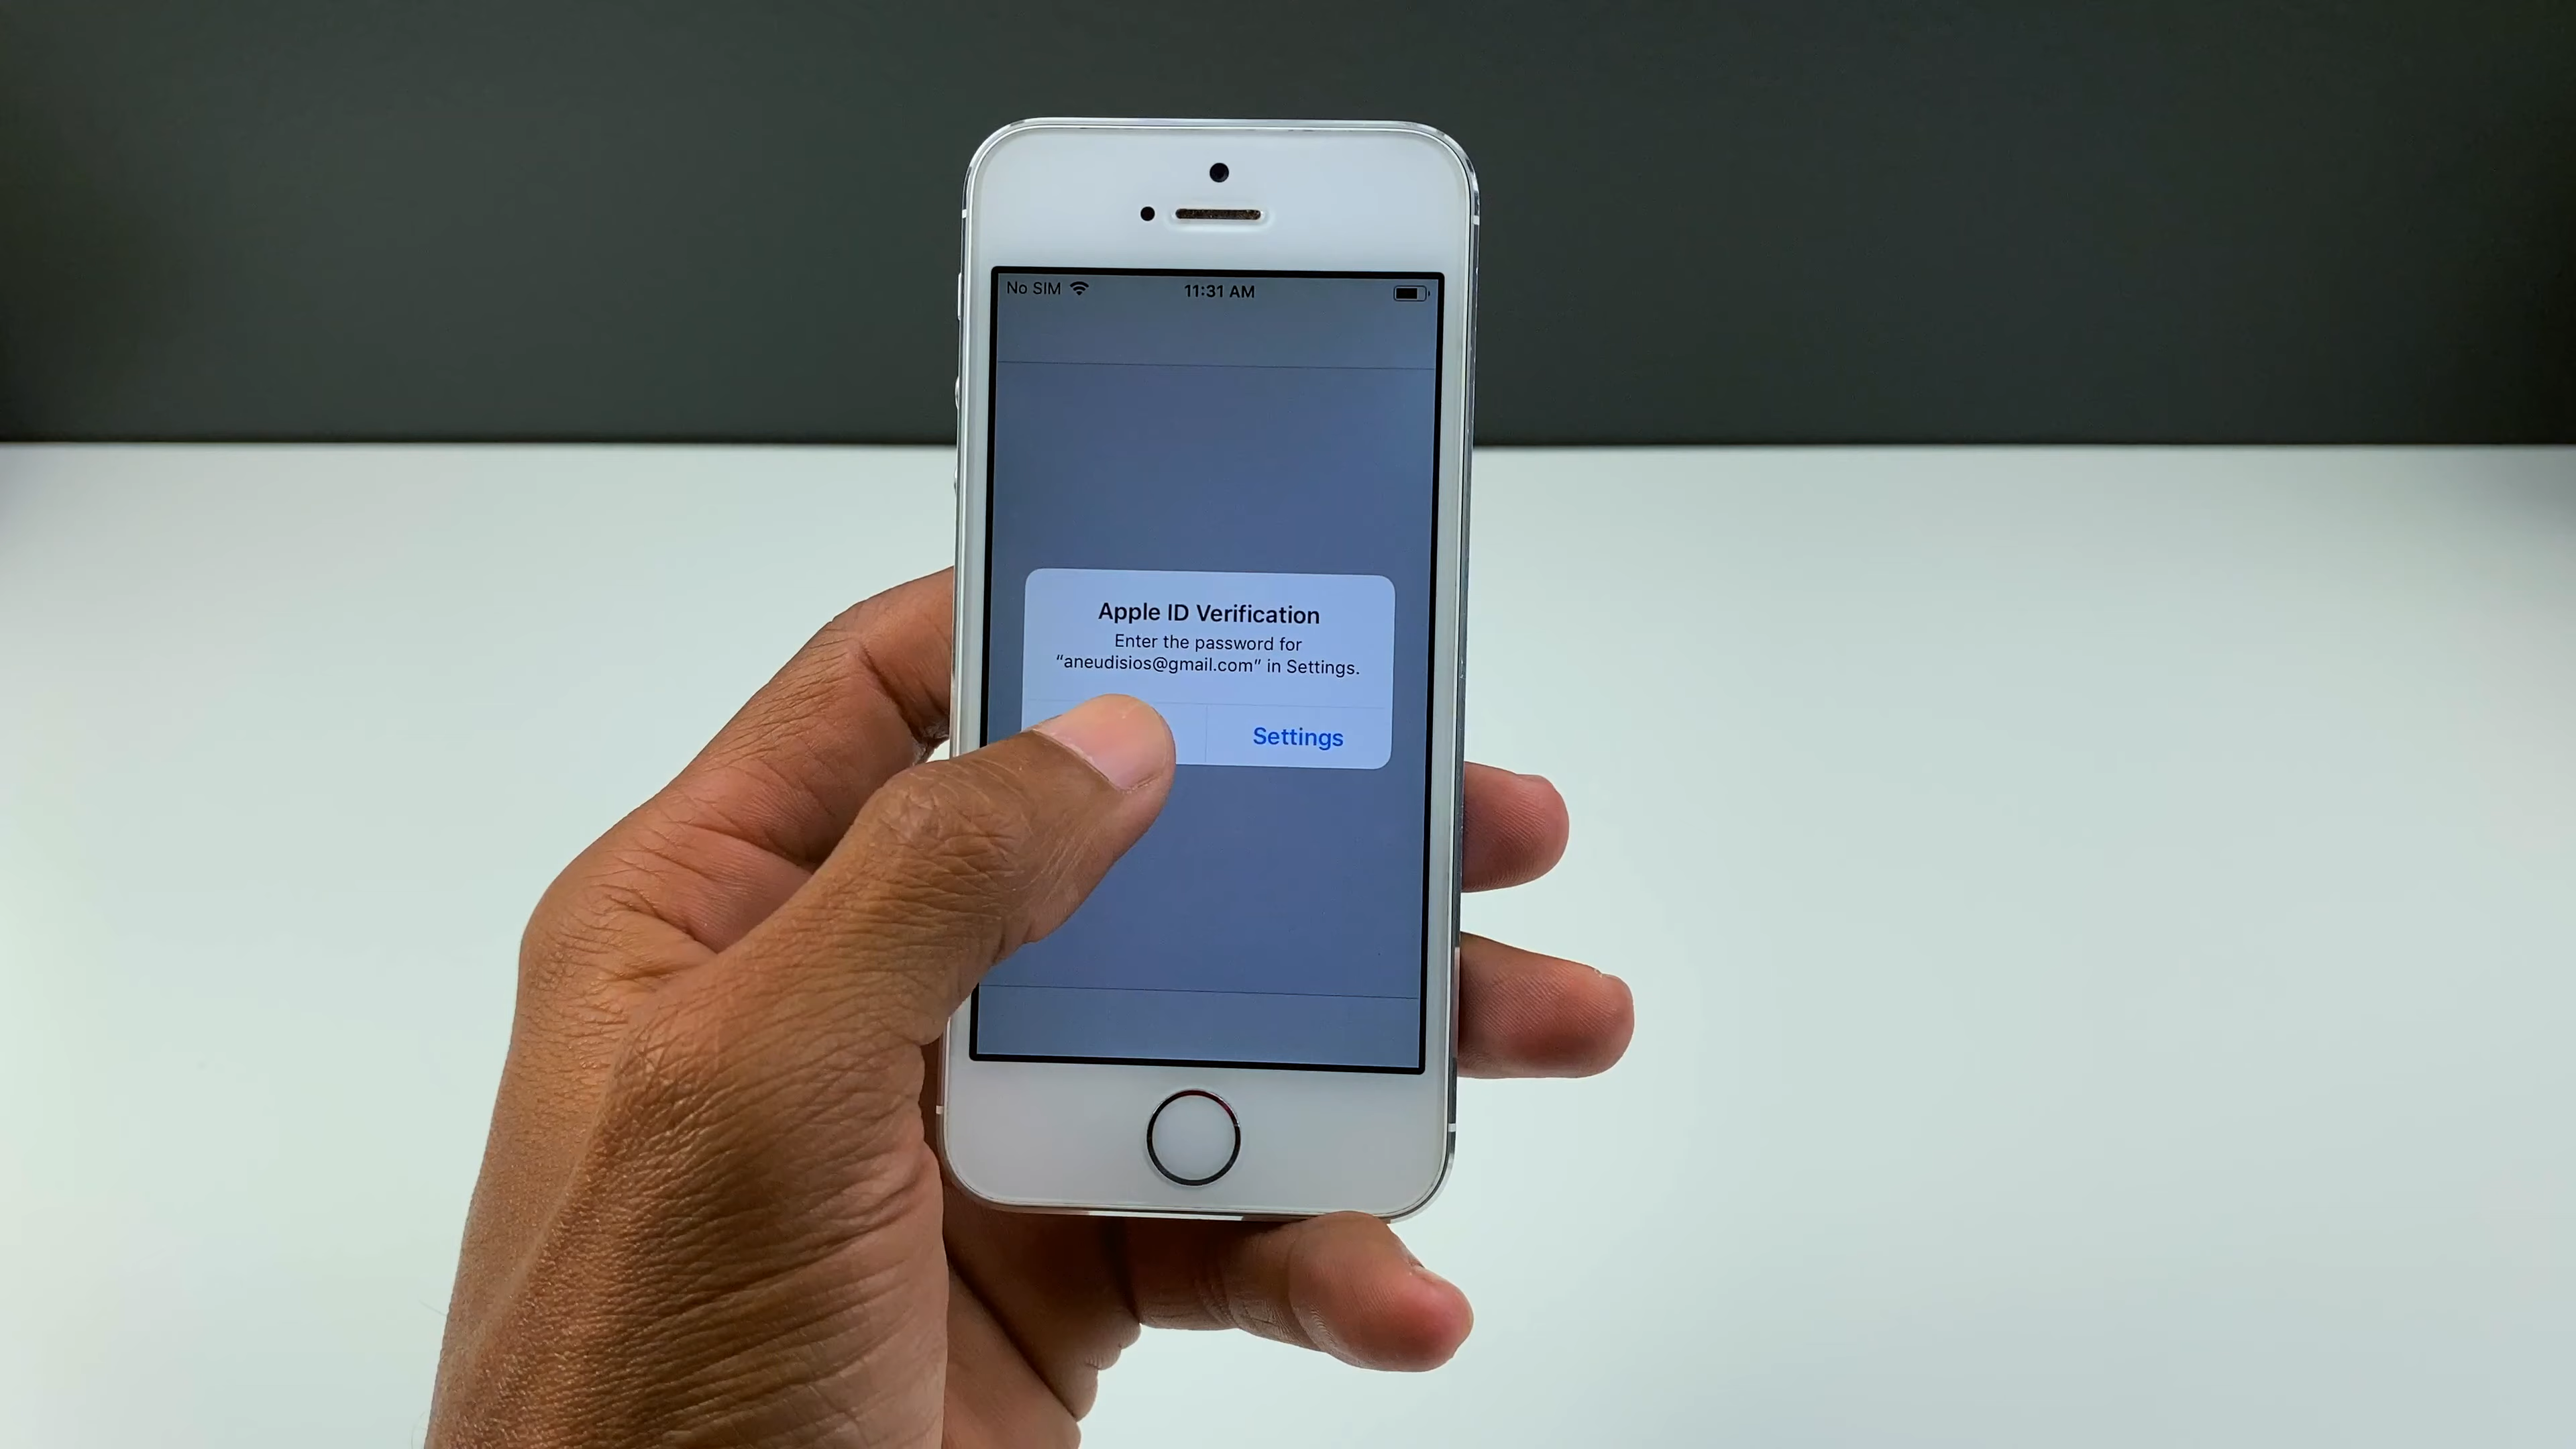 No SIM 11:31 AM
Apple ID Verification
Enter the password for
“aneudisios@gmail.com” in Settings.
Settings